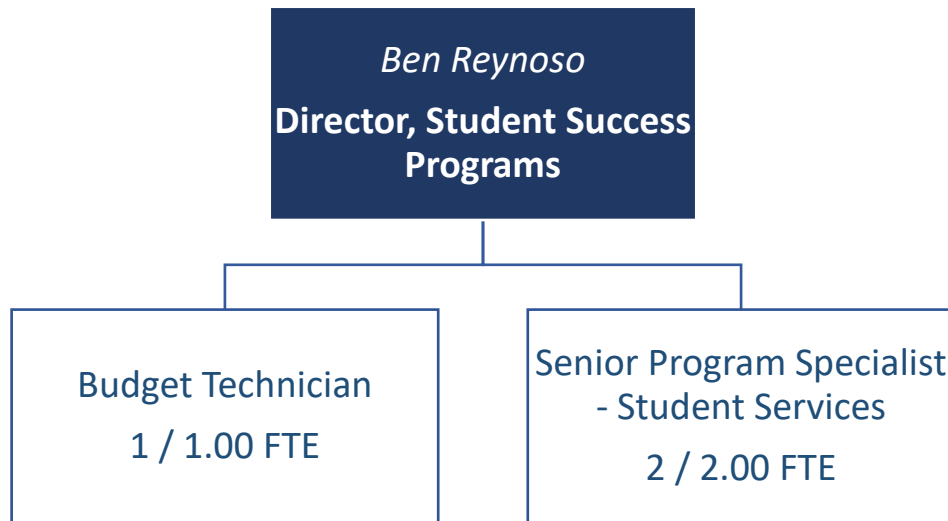 Ben Reynoso
Director, Student Success
Programs
Budget Technician
1 / 1.00 FTE
Senior Program Specialist
- Student Services
2 / 2.00 FTE